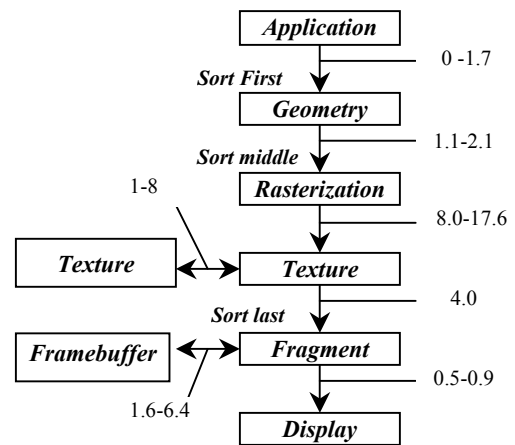 Application
0 -1.7
Sort First
Geometry
1.1-2.1
Sort middle
Rasterization
1-8
8.0-17.6
Texture
Texture
4.0
Sort last
Framebuffer
Fragment
0.5-0.9
1.6-6.4
Display